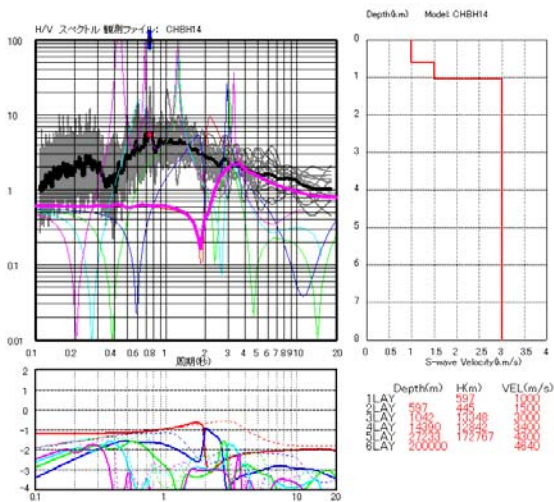 H/V スペクトル 観測ファイル: CHBH14
Depth(km) Model: CHBH14
100
10
1
0.1
0.01
0.1 0.2 0.4 0.6 0.8 1 2 3 4 5 6 7 8 9 10 20
周期(秒)
0
1
2
3
4
5
6
7
8
0 .5 1 1.5 2 2.5 3 3.5 4
S-wave Velocity(km/s)
2
1
0
-1
-2
-3
-4
0.1 1 10
Depth(m) H(m) VEL(m/s)
1LAY 597 1000
2LAY 597 445 1500
3LAY 1042 13348 3000
4LAY 14390 12842 3400
5LAY 27233 172767 4300
6LAY 200000 4640